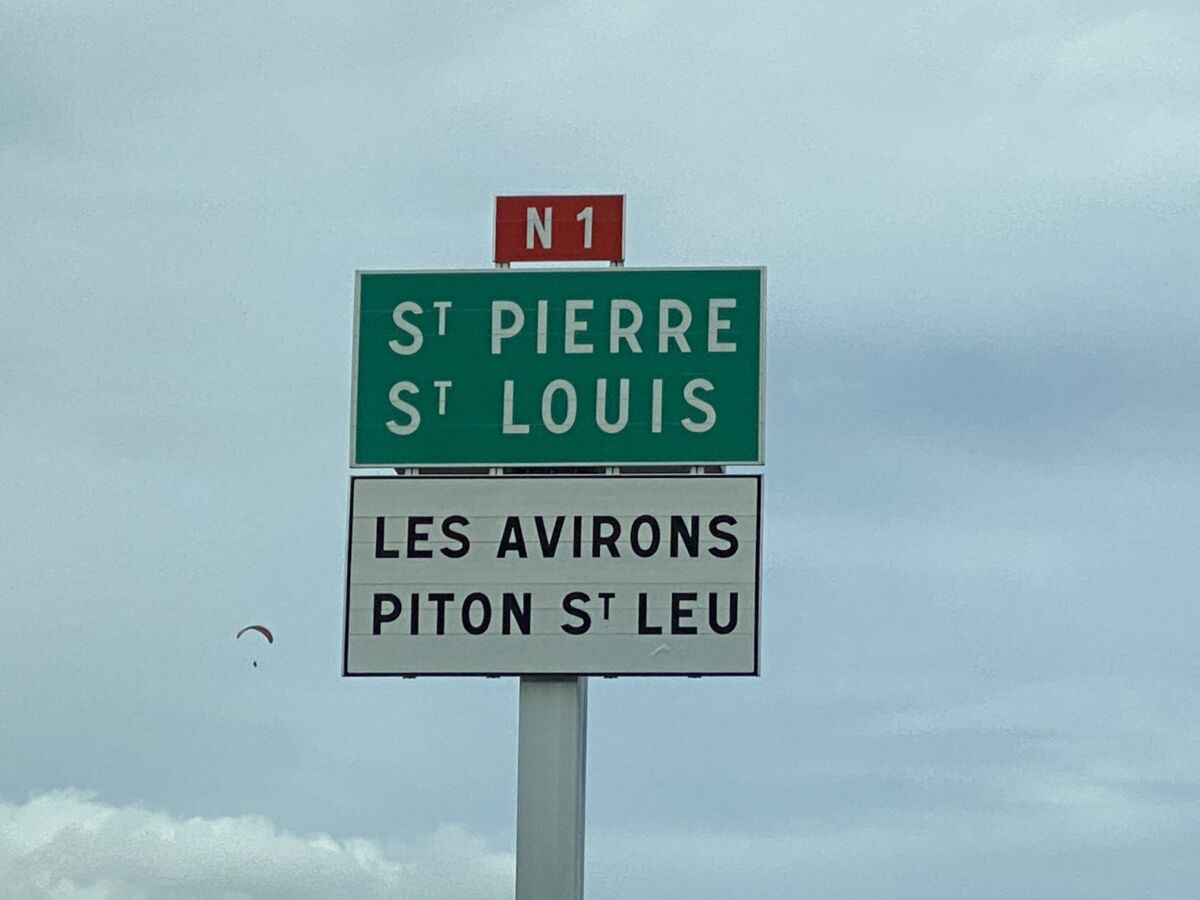 N 1
ST PIERRE
ST LOUIS
LES AVIRONS
PITON ST LEU